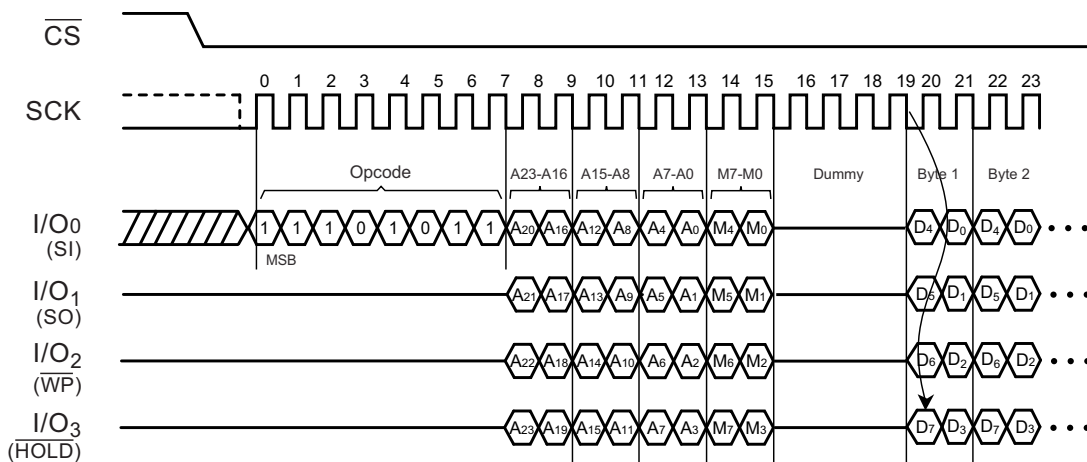 CS
0 1 2 3 4 5 6 7 8 9 10 11 12 13 14 15 16 17 18 19 20 21 22 23
SCK
Opcode A23-A16 A15-A8 A7-A0 M7-M0 Dummy Byte 1 Byte 2
I/O0 1 1 1 0 1 0 1 1 A20 A16 A12 A8 A4 A0 M4 M0 D4 D0 D4 D0
(SI)
MSB
I/O1 A21 A17 A13 A9 A5 A1 M5 M1 D5 D1 D5 D1
(SO)
I/O2 A22 A18 A14 A10 A6 A2 M6 M2 D6 D2 D6 D2
(WP)
I/O3 A23 A19 A15 A11 A7 A3 M7 M3 D7 D3 D7 D3
(HOLD)